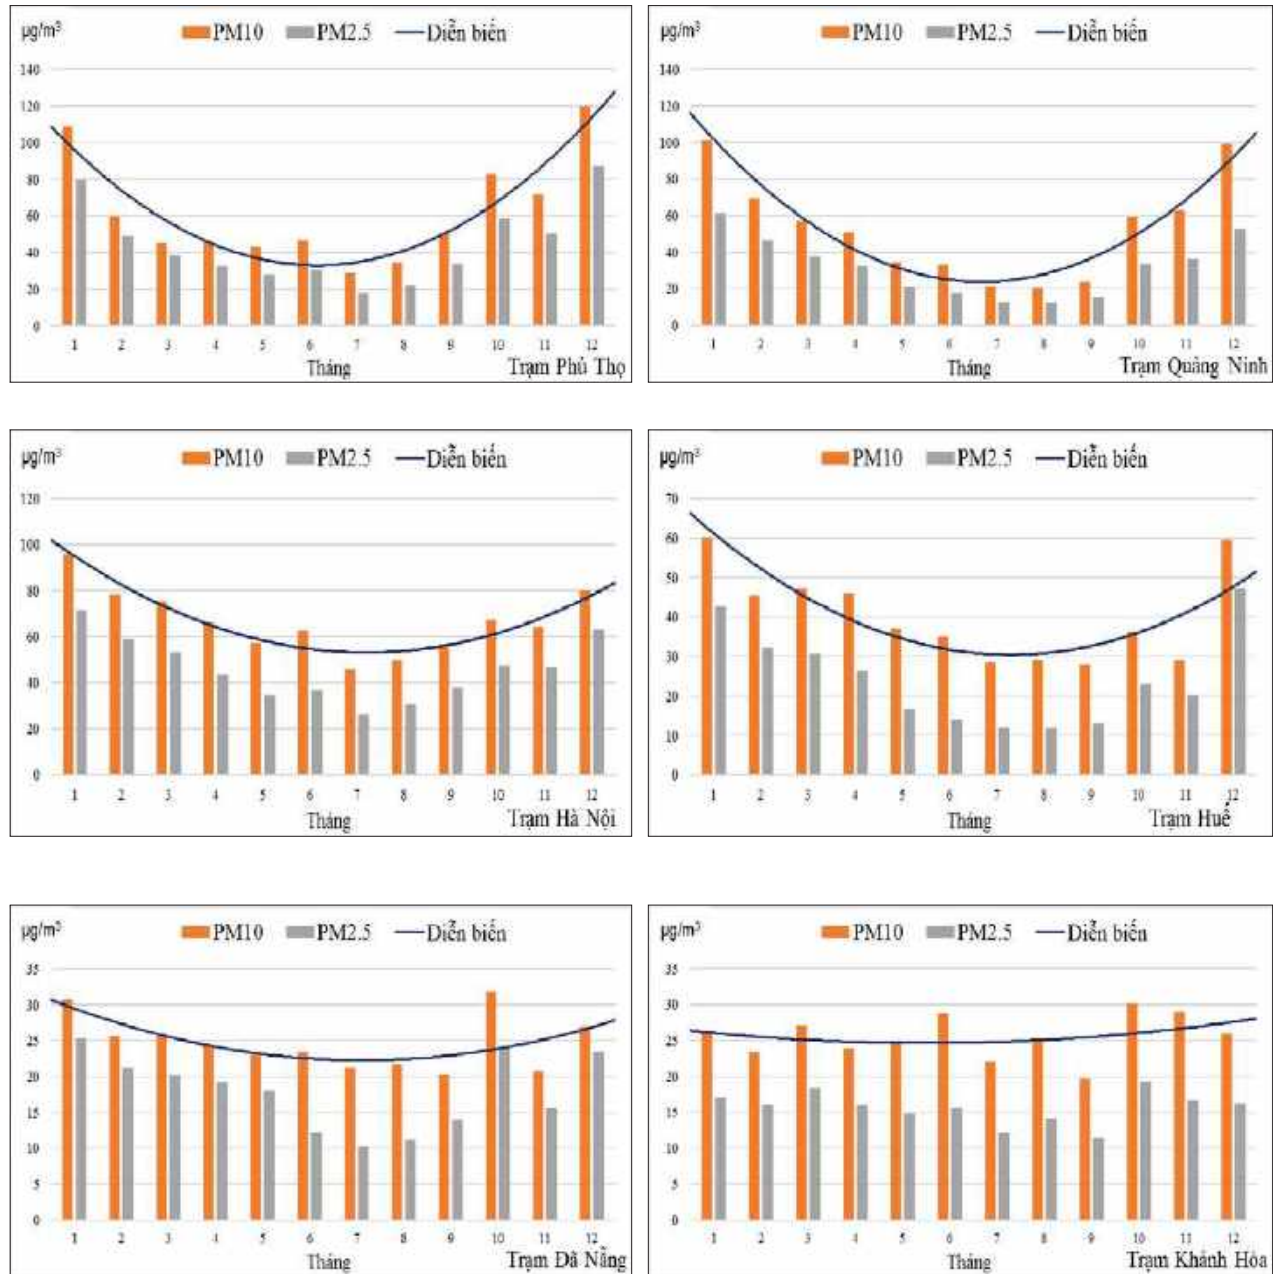 µg/m³ PM10 PM2.5 Diễn biến
140
120
100
80
60
40
20
0
1 2 3 4 5 6 7 8 9 10 11 12
Tháng Trạm Phú Thọ
µg/m³ PM10 PM2.5 Diễn biến
140
120
100
80
60
40
20
0
1 2 3 4 5 6 7 8 9 10 11 12
Tháng Trạm Quảng Ninh
µg/m³ PM10 PM2.5 Diễn biến
120
100
80
60
40
20
0
1 2 3 4 5 6 7 8 9 10 11 12
Tháng Trạm Hà Nội
µg/m³ PM10 PM2.5 Diễn biến
70
60
50
40
30
20
10
0
1 2 3 4 5 6 7 8 9 10 11 12
Tháng Trạm Huế
µg/m³ PM10 PM2.5 Diễn biến
35
30
25
20
15
10
5
0
1 2 3 4 5 6 7 8 9 10 11 12
Tháng Trạm Đà Nẵng
µg/m³ PM10 PM2.5 Diễn biến
35
30
25
20
15
10
5
0
1 2 3 4 5 6 7 8 9 10 11 12
Tháng Trạm Khánh Hòa